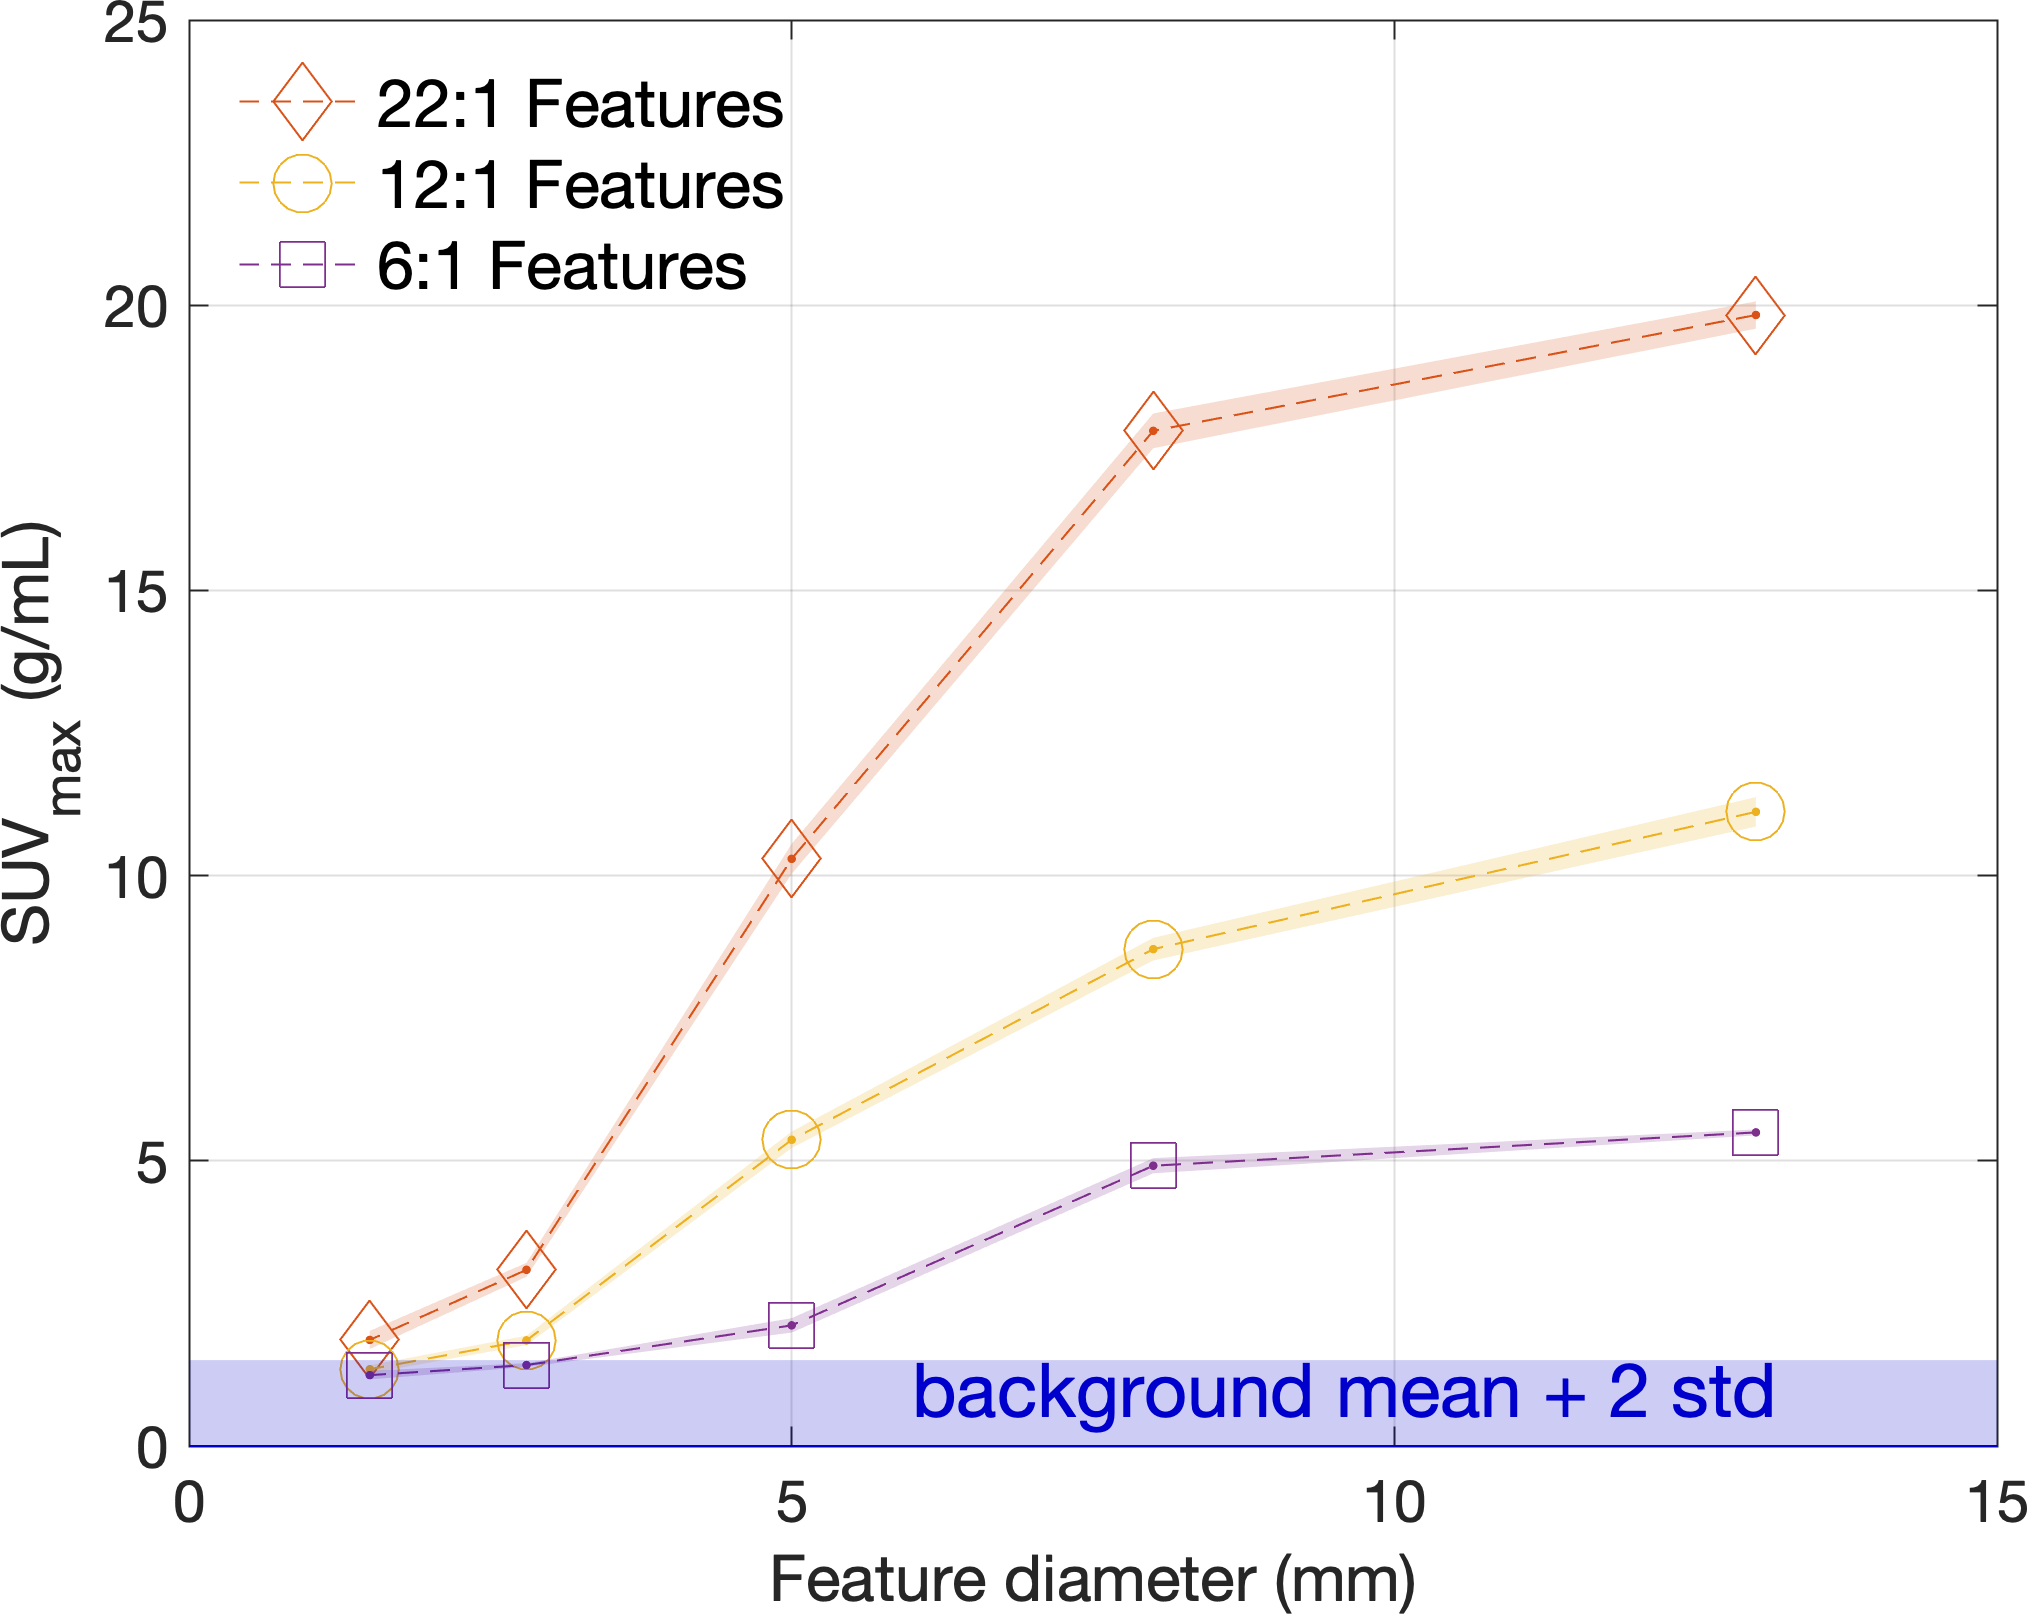 25
20
15
10
5
0
0
5
10
15
SUVmax (g/mL)
Feature diameter (mm)
22:1 Features
12:1 Features
6:1 Features
background mean + 2 std